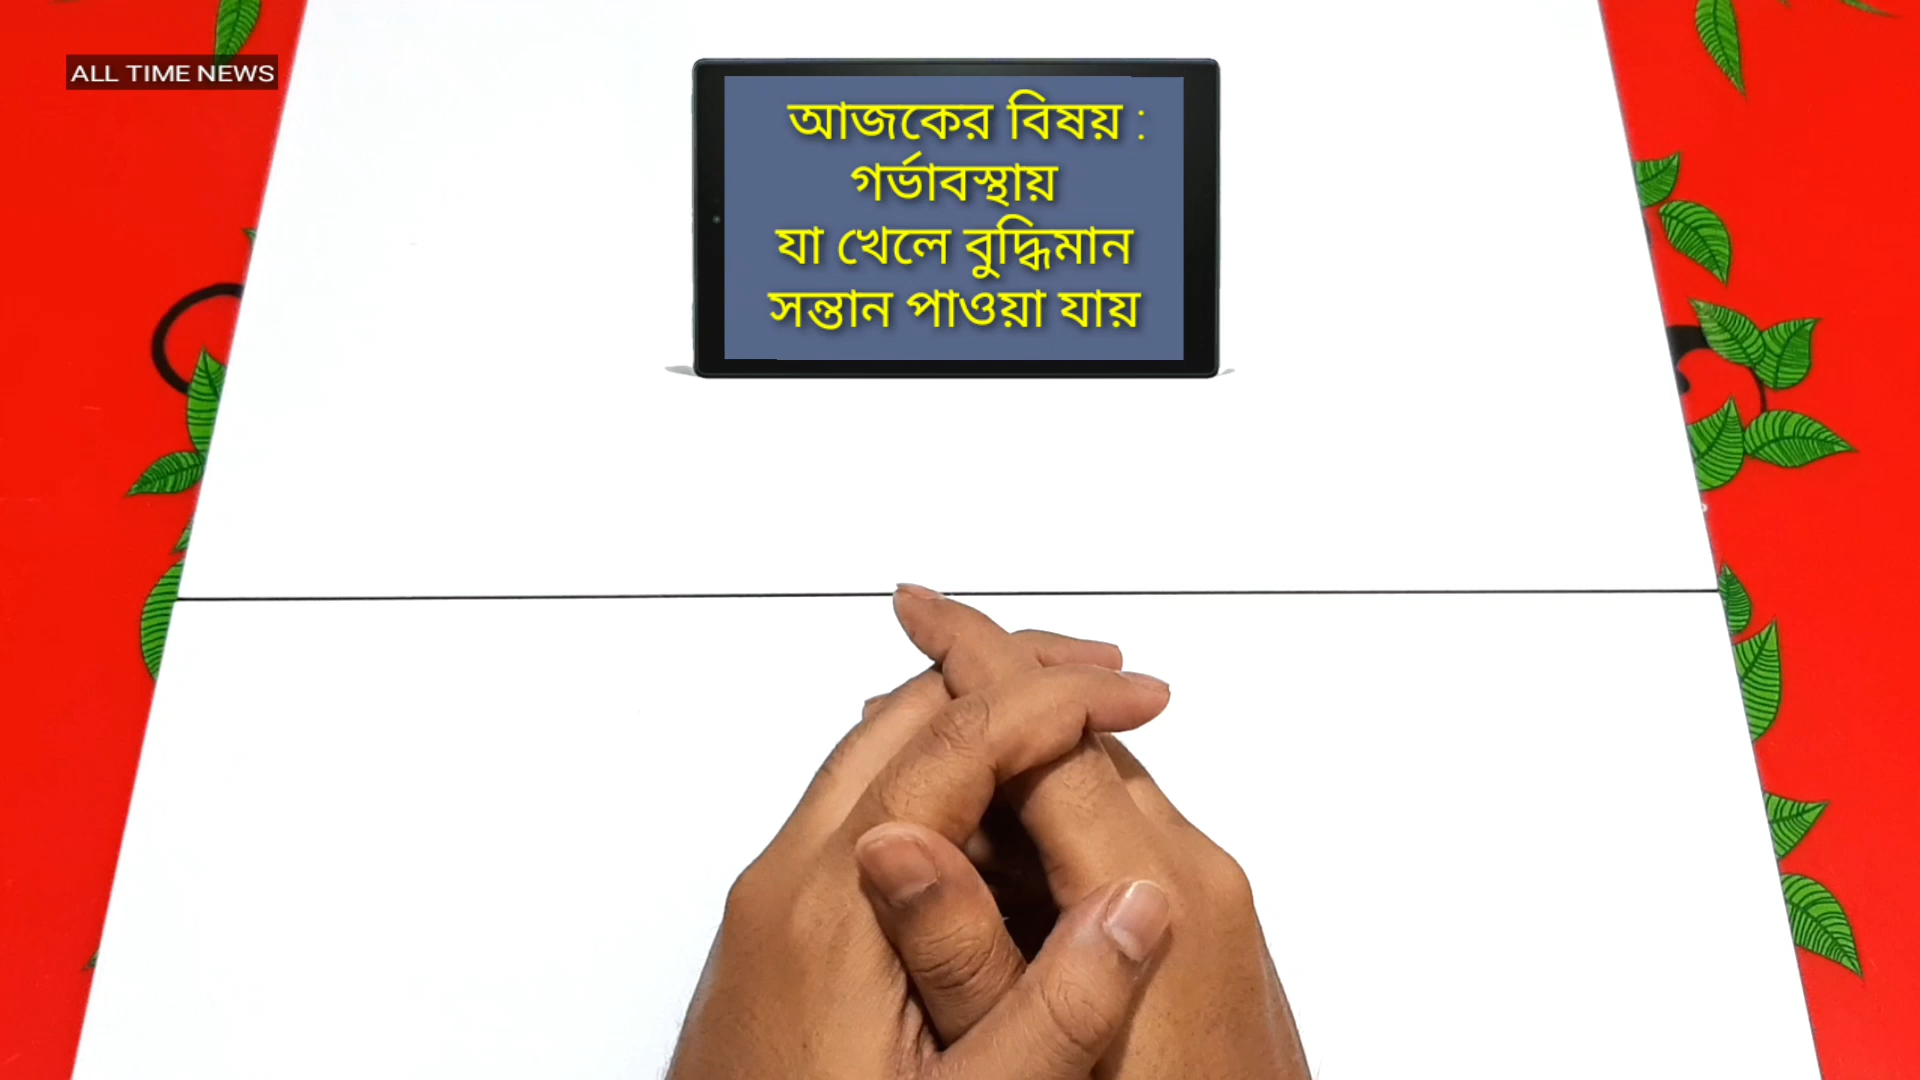 ALL TIME NEWS
আজকের বিষয় :
গর্ভাবস্থায়
যা খেলে বুদ্ধিমান
সন্তান পাওয়া যায়